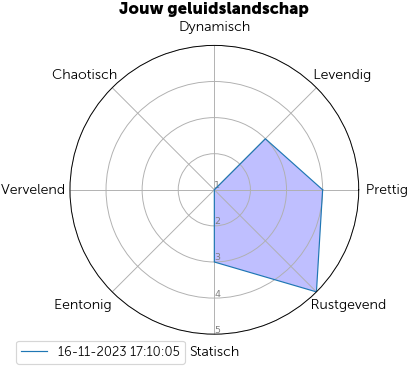 Jouw geluidslandschap
Dynamisch
Chaotisch
Levendig
Vervelend
1
Prettig
2
3
4
Eentonig
Rustgevend
5
16-11-2023 17:10:05
Statisch